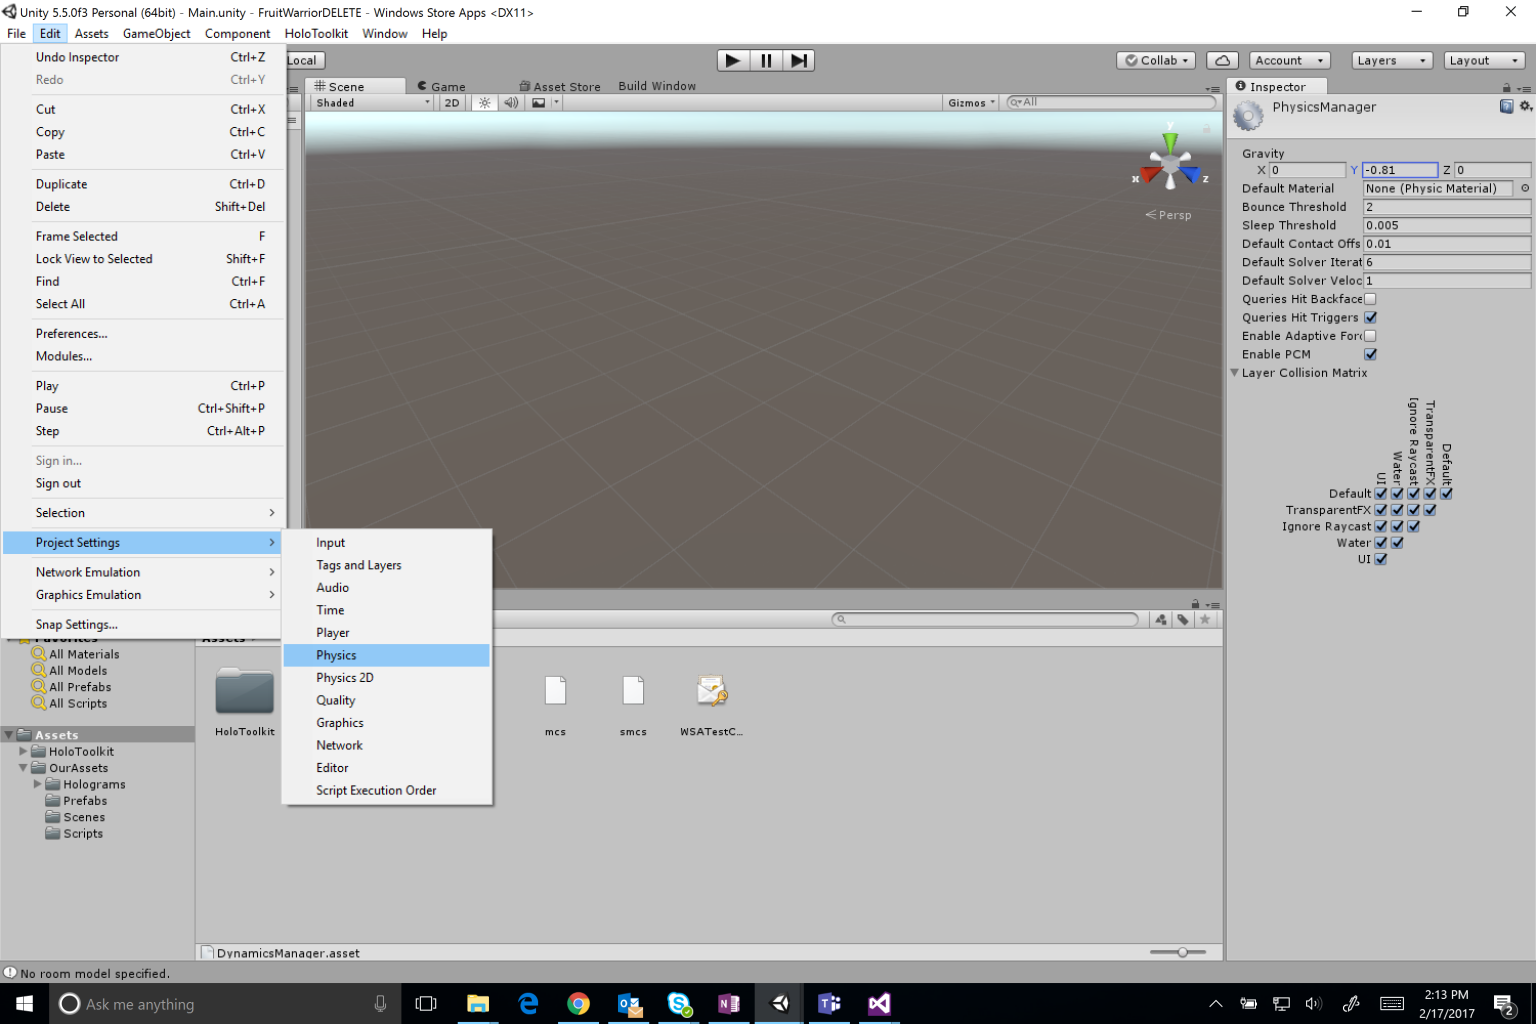 Unity 5.5.0f3 Personal (64bit) - Main.unity - FruitWarriorDELETE - Windows Store Apps <DX11>
File Edit Assets GameObject Component HoloToolkit Window Help
Local
Collab Account Layers Layout
Undo Inspector Ctrl+Z
Redo Ctrl+Y
Cut Ctrl+X
Copy Ctrl+C
Paste Ctrl+V
Duplicate Ctrl+D
Delete Shift+Del
Frame Selected F
Lock View to Selected Shift+F
Find Ctrl+F
Select All Ctrl+A
Preferences...
Modules...
Play Ctrl+P
Pause Ctrl+Shift+P
Step Ctrl+Alt+P
Sign in...
Sign out
Selection
Project Settings
Network Emulation
Graphics Emulation
Snap Settings...
Input
Tags and Layers
Audio
Time
Player
Physics
Physics 2D
Quality
Graphics
Network
Editor
Script Execution Order
Scene Game Asset Store Build Window
Shaded 2D Gizmos All
y
x z
Persp
Inspector
PhysicsManager
Gravity
X 0 Y -0.81 Z 0
Default Material None (Physic Material)
Bounce Threshold 2
Sleep Threshold 0.005
Default Contact Offs 0.01
Default Solver Iterat 6
Default Solver Veloc 1
Queries Hit Backface
Queries Hit Triggers
Enable Adaptive Forc
Enable PCM
Layer Collision Matrix
UI
Water
Ignore Raycast
TransparentFX
Default
Default
TransparentFX
Ignore Raycast
Water
UI
Favorites
All Materials
All Models
All Prefabs
All Scripts
Assets
HoloToolkit
OurAssets
Holograms
Prefabs
Scenes
Scripts
Assets
HoloToolkit mcs smcs WSATestC...
DynamicsManager.asset
No room model specified.
Ask me anything
2:13 PM
2/17/2017
2